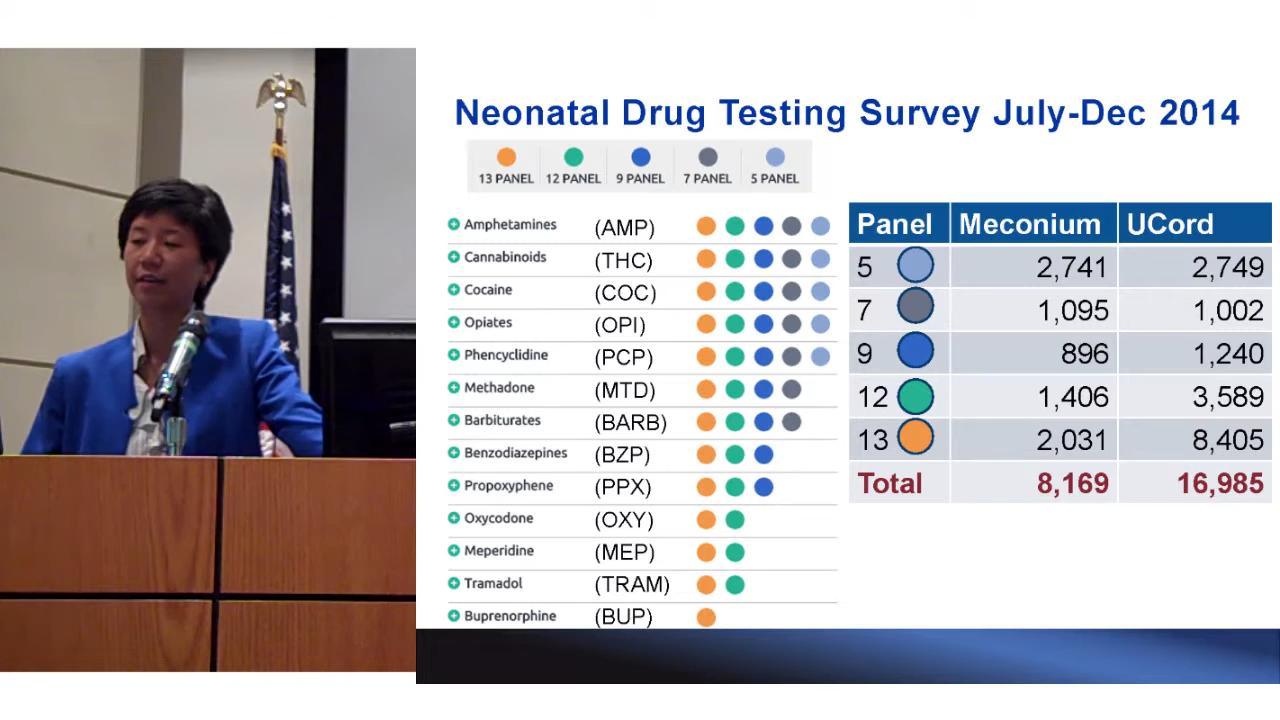 Neonatal Drug Testing Survey July-Dec 2014
13 PANEL 12 PANEL 9 PANEL 7 PANEL 5 PANEL
Amphetamines (AMP)
Cannabinoids (THC)
Cocaine (COC)
Opiates (OPI)
Phencyclidine (PCP)
Methadone (MTD)
Barbiturates (BARB)
Benzodiazepines (BZP)
Propoxyphene (PPX)
Oxycodone (OXY)
Meperidine (MEP)
Tramadol (TRAM)
Buprenorphine (BUP)
Panel Meconium UCord
5 2,741 2,749
7 1,095 1,002
9 896 1,240
12 1,406 3,589
13 2,031 8,405
Total 8,169 16,985